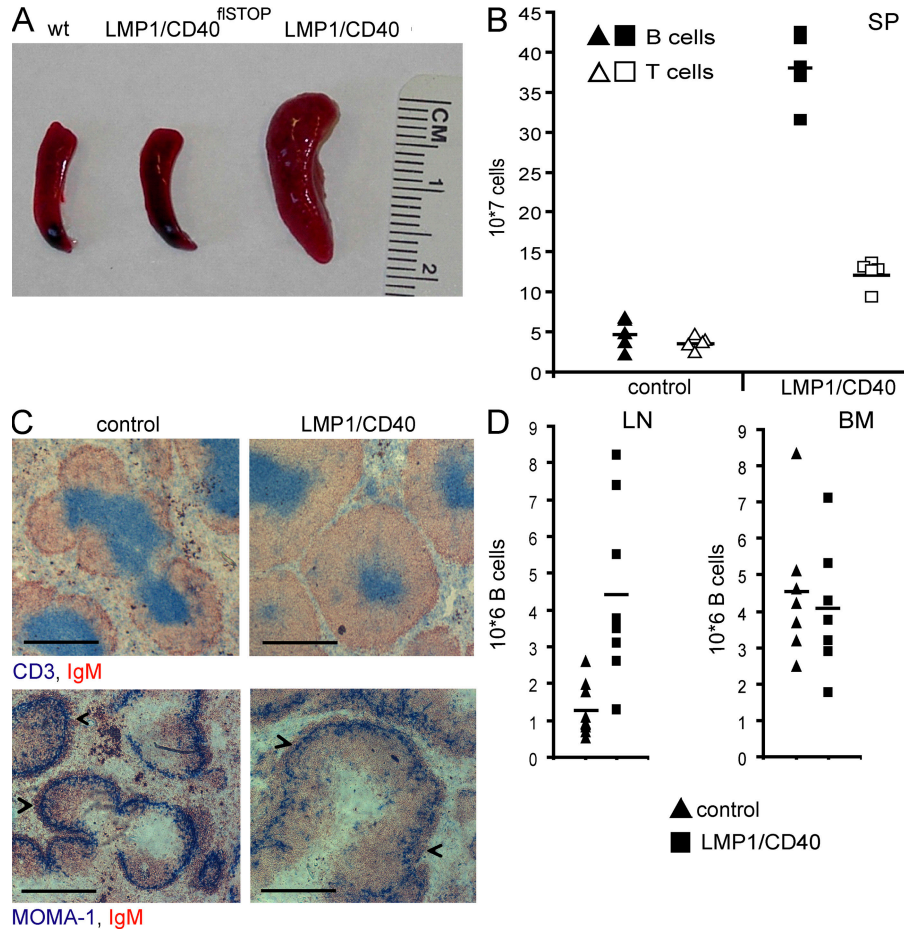 A
wt LMP1/CD40 flSTOP LMP1/CD40
CM
1
2
B
SP
B cells
T cells
10*7 cells
45
40
35
30
25
20
15
10
5
0
control LMP1/CD40
C
control LMP1/CD40
CD3, IgM
MOMA-1, IgM
D
LN
10*6 B cells
9
8
7
6
5
4
3
2
1
0
BM
10*6 B cells
9
8
7
6
5
4
3
2
1
0
control
LMP1/CD40